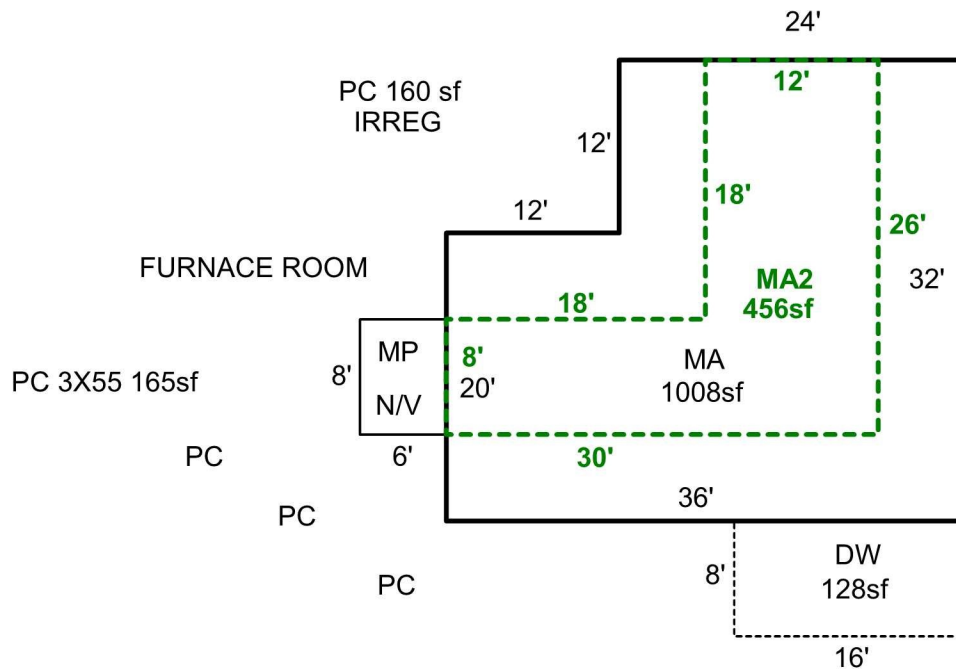 24'
PC 160 sf
IRREG
12'
12'
18'
26'
12'
FURNACE ROOM
MA2
456sf
32'
18'
MP
N/V
8'
8'
20'
MA
1008sf
PC 3X55 165sf
PC
6'
30'
36'
PC
PC
8'
DW
128sf
16'